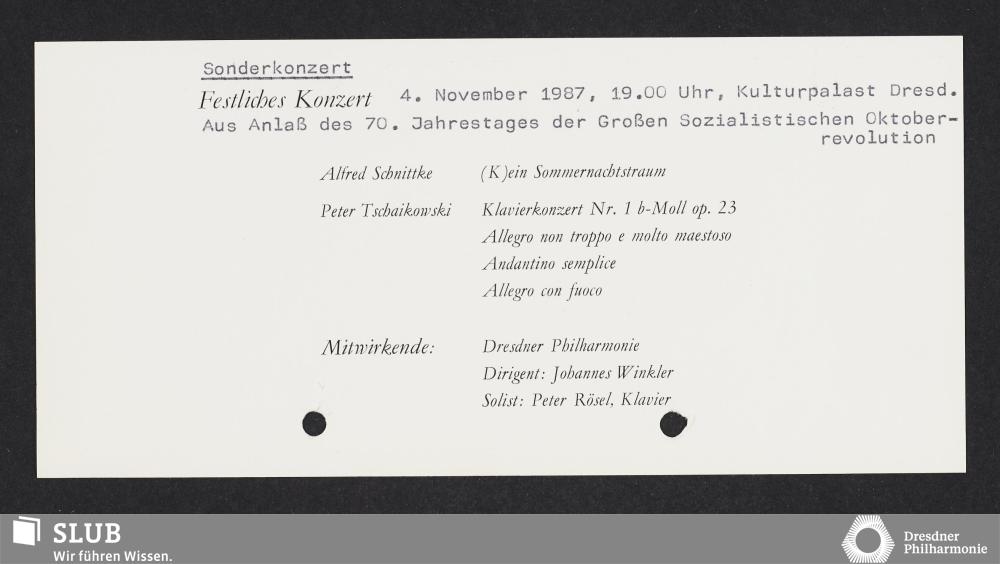 Sonderkonzert
Festliches Konzert 4. November 1987, 19.00 Uhr, Kulturpalast Dresd.
Aus Anlaß des 70. Jahrestages der Großen Sozialistischen Oktober-
revolution
Alfred Schnittke (K)ein Sommernachtstraum
Peter Tschaikowski Klavierkonzert Nr. 1 b-Moll op. 23
Allegro non troppo e molto maestoso
Andantino semplice
Allegro con fuoco
Mitwirkende: Dresdner Philharmonie
Dirigent: Johannes Winkler
Solist: Peter Rösel, Klavier
SLUB
Wir führen Wissen.
Dresdner
Philharmonie